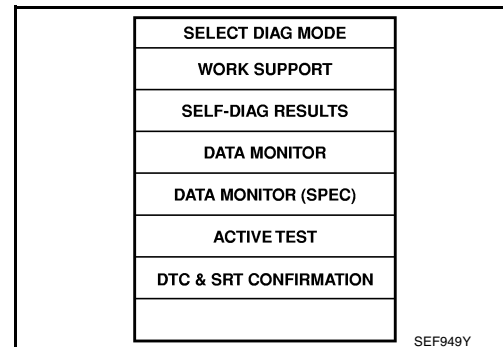 SELECT DIAG MODE
WORK SUPPORT
SELF-DIAG RESULTS
DATA MONITOR
DATA MONITOR (SPEC)
ACTIVE TEST
DTC & SRT CONFIRMATION
SEF949Y